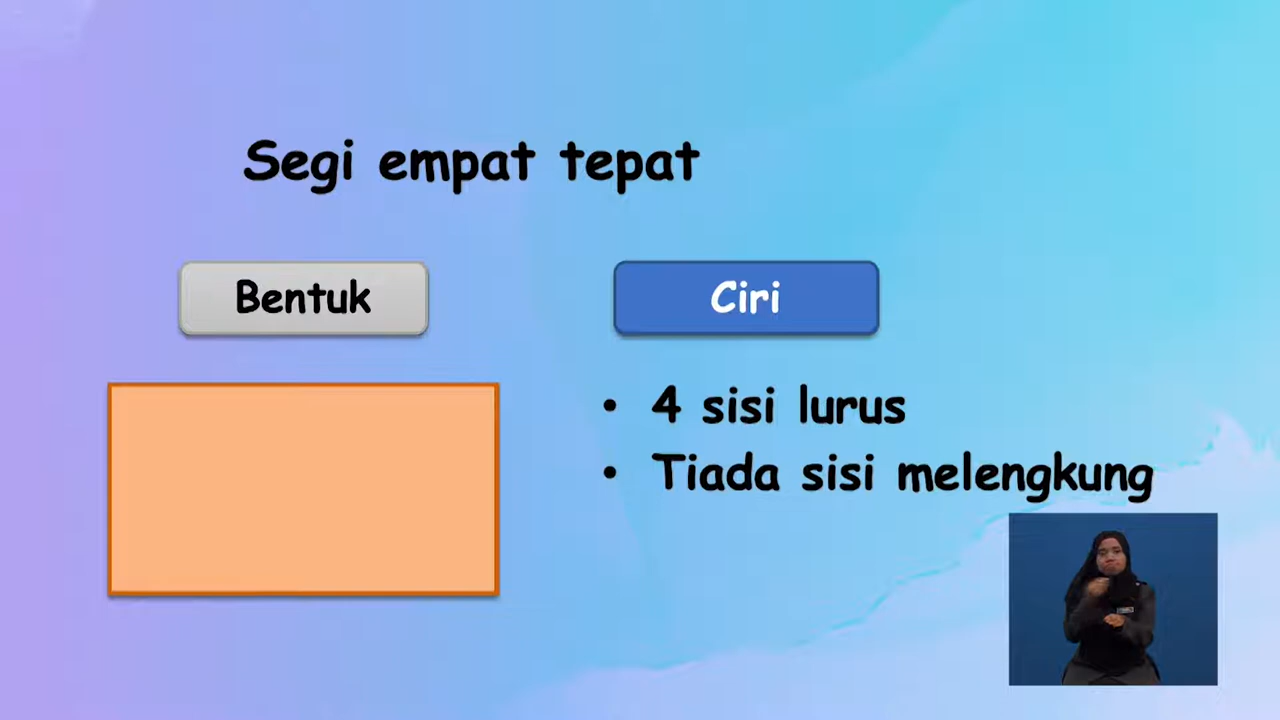 Segi empat tepat
Bentuk
Ciri
• 4 sisi lurus
• Tiada sisi melengkung